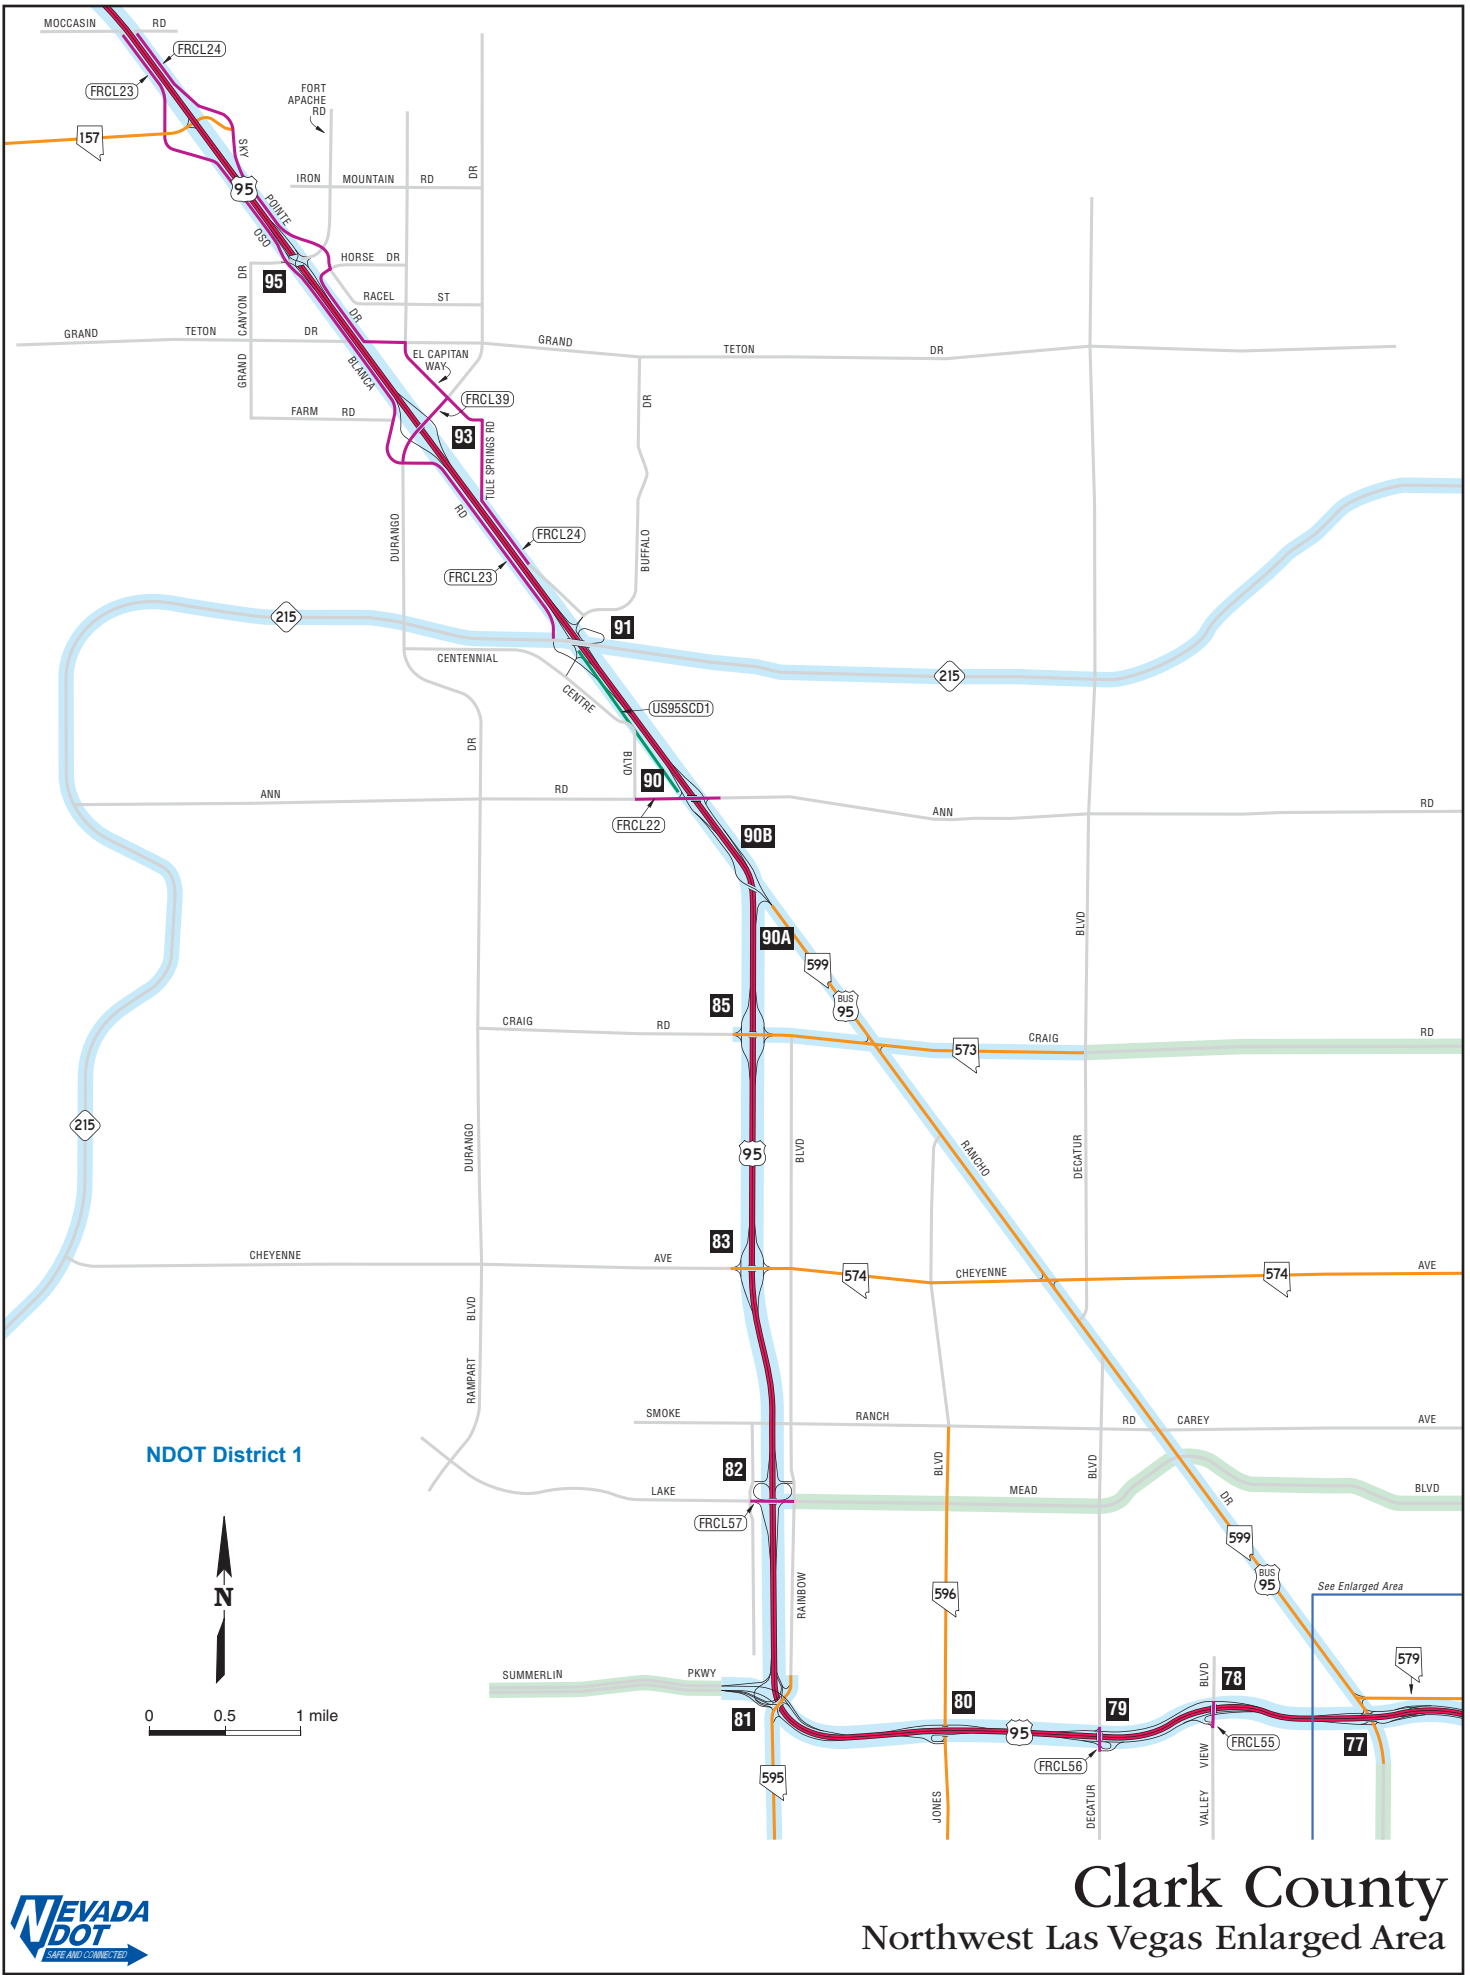 MOCCASIN RD
FRCL24
FRCL23
157
FORT
APACHE
RD
SKY
95
POINTE
OSO
IRON MOUNTAIN RD
DR
HORSE DR
95
RACEL ST
DR
GRAND CANYON DR
GRAND TETON DR
GRAND TETON DR
BLANCA
EL CAPITAN
WAY
FRCL39
FARM RD
93
TULE SPRINGS RD
DR
RD
DURANGO
BUFFALO
FRCL24
FRCL23
215
91
CENTENNIAL
215
CENTRE
US95SCD1
DR
BLVD
90
ANN RD
ANN RD
FRCL22
90B
90A
BLVD
599
BUS
95
85
CRAIG RD
573
CRAIG RD
215
DURANGO
95
BLVD
RANCHO
DECATUR
83
CHEYENNE AVE
574
CHEYENNE
574
AVE
BLVD
RAMPART
SMOKE RANCH RD
CAREY AVE
NDOT District 1
82
BLVD
BLVD
LAKE MEAD BLVD
DR
FRCL57
599
BUS
95
N
RAINBOW
596
See Enlarged Area
579
SUMMERLIN PKWY
BLVD
78
0 0.5 1 mile
81
80
95
79
77
FRCL56
FRCL55
VIEW
595
JONES
DECATUR
VALLEY
Clark County
Northwest Las Vegas Enlarged Area
NEVADA
DOT
SAFE AND CONNECTED